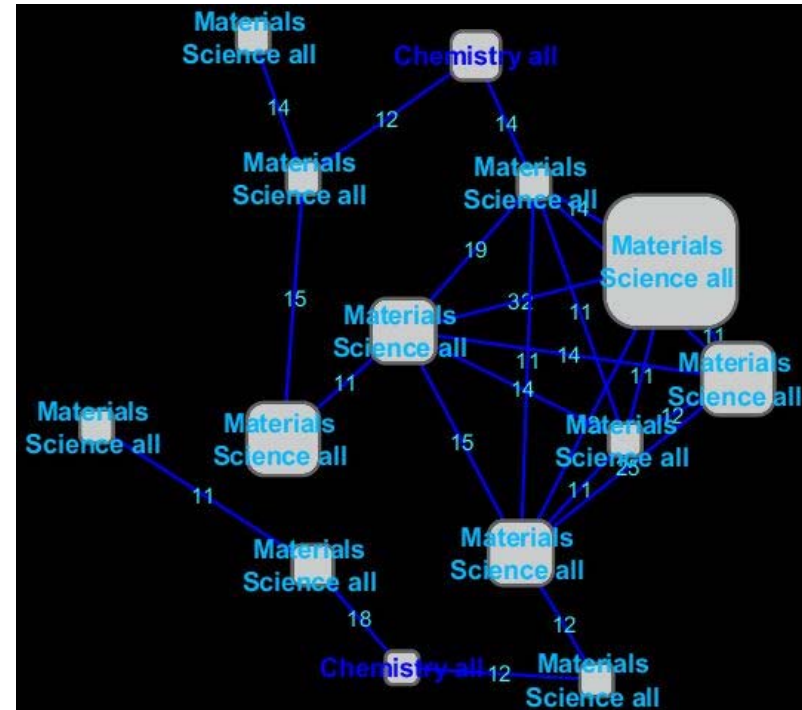 Materials
Science all
Chemistry all
14
12
14
Materials
Science all
Materials
Science all
14
Materials
Science all
19
15
32
11
Materials
Science all
11
14
11
Materials
Science all
11
11
14
12
Materials
Science all
Materials
Science all
Materials
Science all
15
25
11
11
Materials
Science all
Materials
Science all
18
12
Chemistry all
12
Materials
Science all